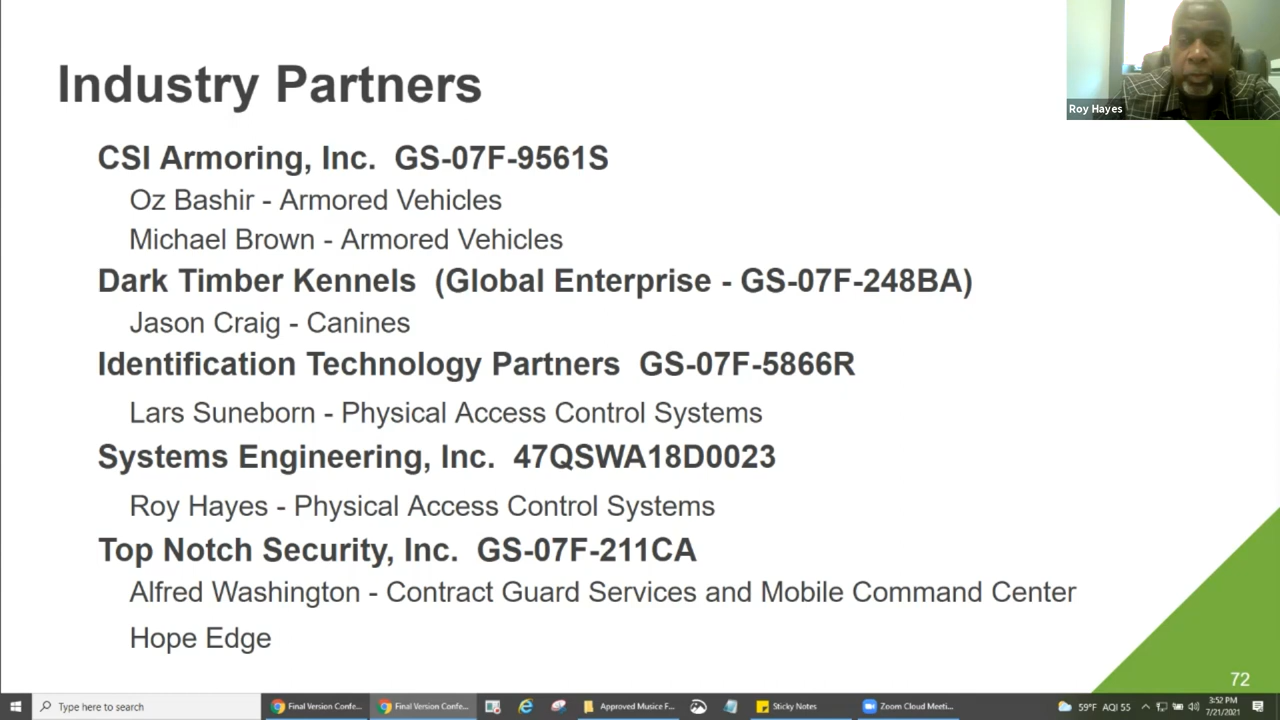 Industry Partners
Roy Hayes
CSI Armoring, Inc. GS-07F-9561S
Oz Bashir - Armored Vehicles
Michael Brown - Armored Vehicles
Dark Timber Kennels (Global Enterprise - GS-07F-248BA)
Jason Craig - Canines
Identification Technology Partners GS-07F-5866R
Lars Suneborn - Physical Access Control Systems
Systems Engineering, Inc. 47QSWA18D0023
Roy Hayes - Physical Access Control Systems
Top Notch Security, Inc. GS-07F-211CA
Alfred Washington - Contract Guard Services and Mobile Command Center
Hope Edge
72
Type here to search
Final Version Confe...
Final Version Confe...
Approved Musice F...
Sticky Notes
Zoom Cloud Meeti...
59°F AQI 55
3:52 PM
7/21/2021